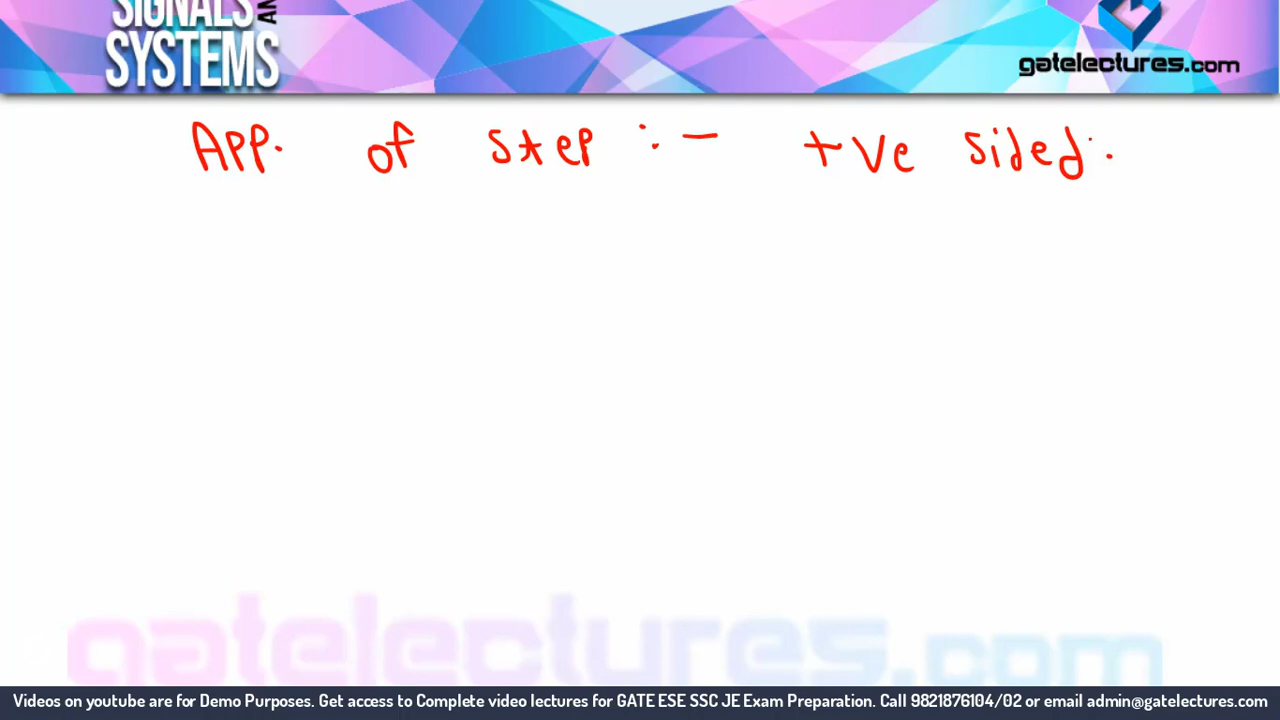 SIGNALS AN
SYSTEMS
gatelectures.com
App. of step :- +ve sided.
gatelectures.com
Videos on youtube are for Demo Purposes. Get access to Complete video lectures for GATE ESE SSC JE Exam Preparation. Call 9821876104/02 or email admin@gatelectures.com